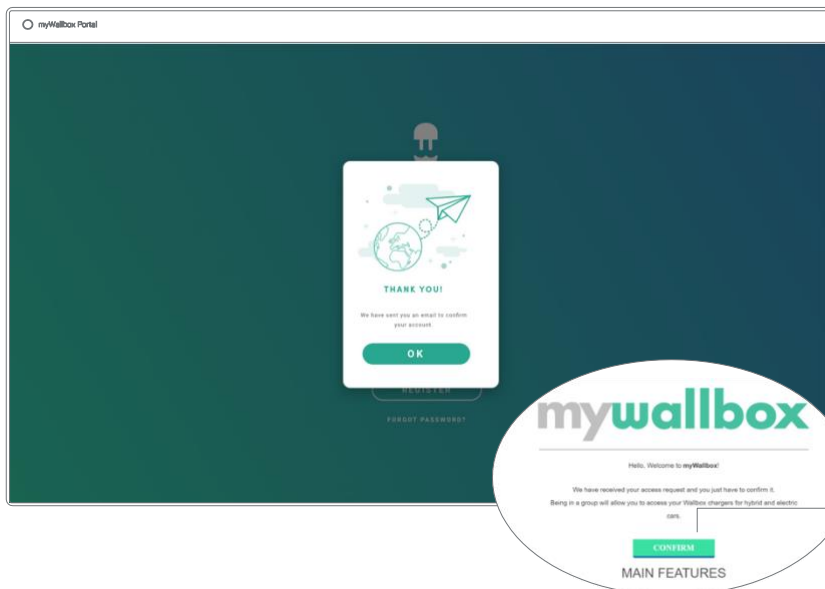 myWallbox Portal
THANK YOU!
We have sent you an email to confirm
your account
OK
REGISTER
FORGOT PASSWORD?
mywallbox
Hello, Welcome to myWallbox!
We have received your access request and you just have to confirm it.
Being in a group will allow you to access your Wallbox chargers for hybrid and electric
cars.
CONFIRM
MAIN FEATURES